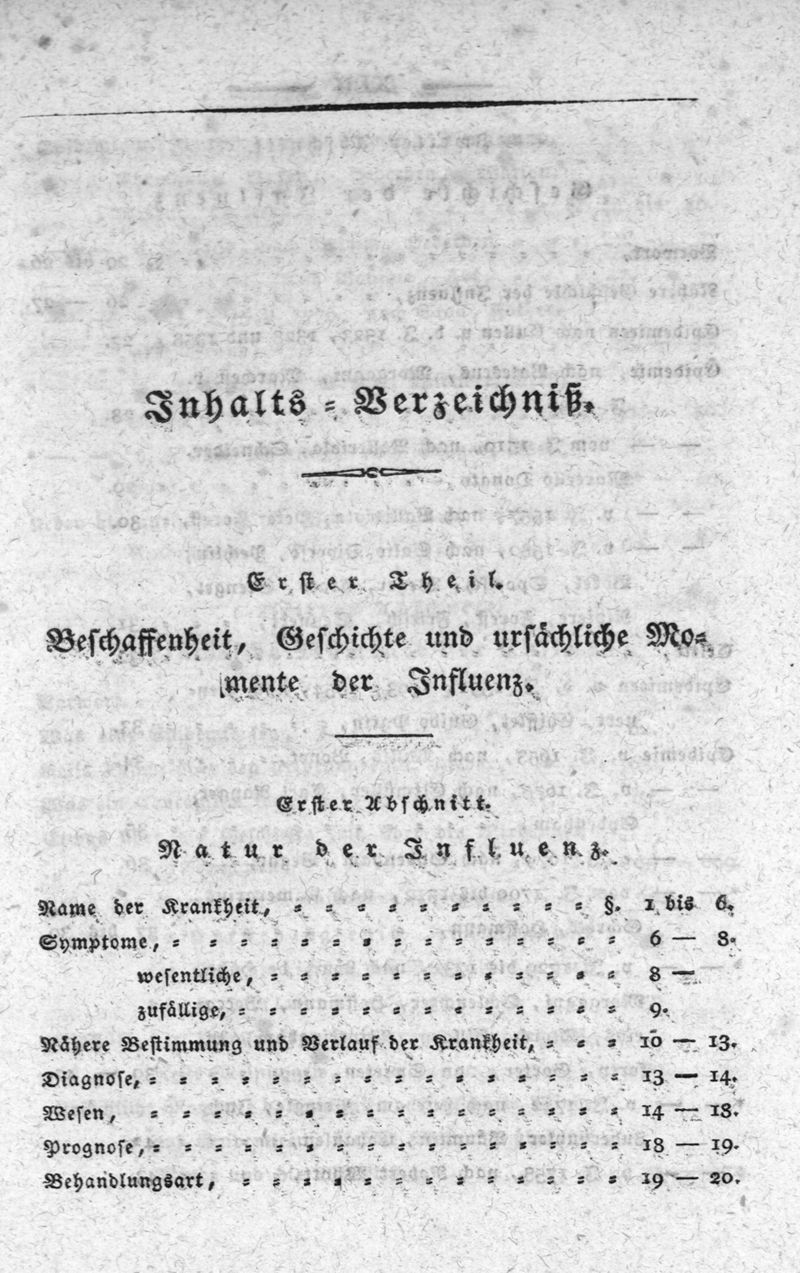 Inhalts = Verzeichniß.
Erster Theil.
Beschaffenheit, Geschichte und ursächliche Mo=
mente der Influenz.
Erster Abschnitt.
Natur der Influenz.
Name der Krankheit, = = = = = = = = = = §. 1 bis 6.
Symptome, = = = = = = = = = = = = = = 6 — 8.
wesentliche, = = = = = = = = = = = 8 —
zufällige, = = = = = = = = = = = = 9.
Nähere Bestimmung und Verlauf der Krankheit, = = = 10 — 13.
Diagnose, = = = = = = = = = = = = = = = 13 — 14.
Wesen, = = = = = = = = = = = = = = = 14 — 18.
Prognose, = = = = = = = = = = = = = = = 18 — 19.
Behandlungsart, = = = = = = = = = = = = = 19 — 20.